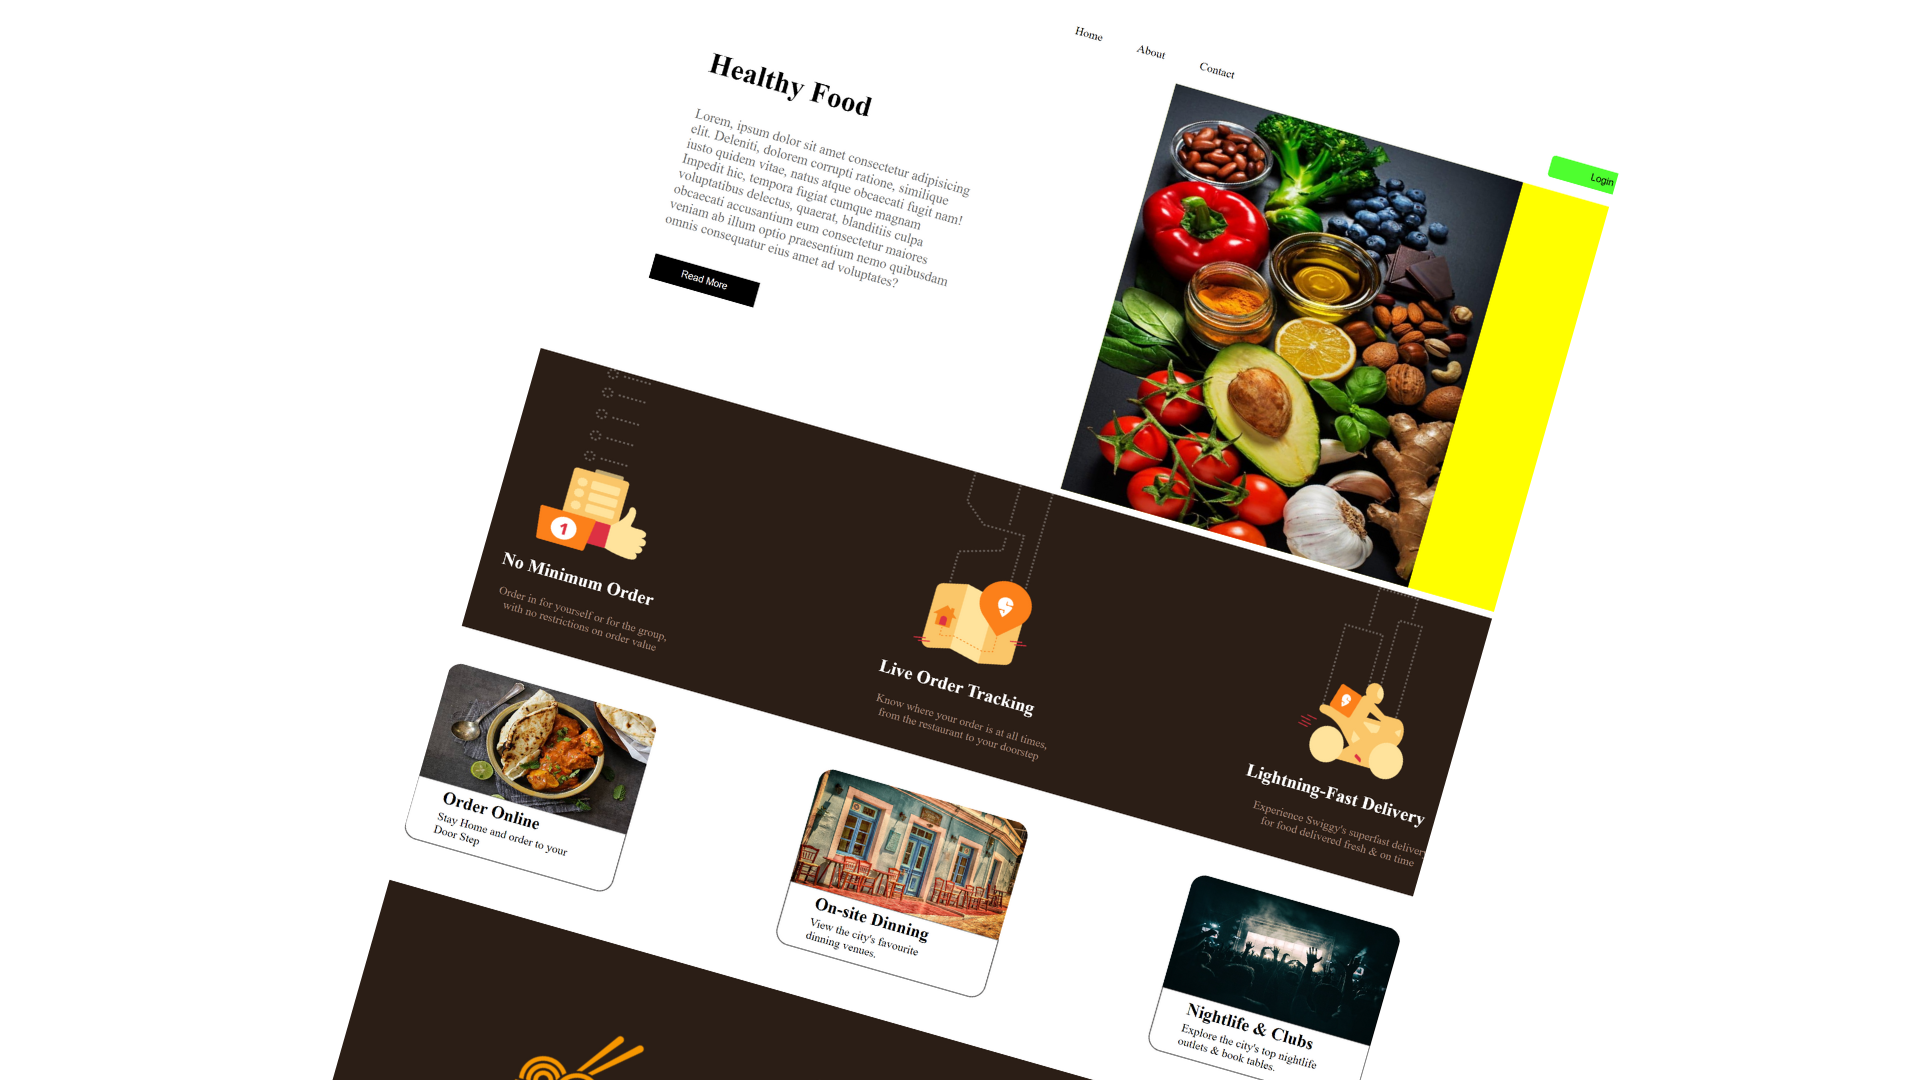 Home
About
Contact
Login
Healthy Food
Lorem, ipsum dolor sit amet consectetur adipisicing
elit. Deleniti, dolorem corrupti ratione, similique
iusto quidem vitae, natus atque obcaecati fugit nam!
Impedit hic, tempora fugiat cumque magnam
voluptatibus delectus, quaerat, blanditiis culpa
obcaecati accusantium eum consectetur maiores
veniam ab illum optio praesentium nemo quibusdam
omnis consequatur eius amet ad voluptates?
Read More
1
No Minimum Order
Order in for yourself or for the group,
with no restrictions on order value
Live Order Tracking
Know where your order is at all times,
from the restaurant to your doorstep
Lightning-Fast Delivery
Experience Swiggy's superfast delivery
for food delivered fresh & on time
Order Online
Stay Home and order to your
Door Step
On-site Dinning
View the city's favourite
dinning venues.
Nightlife & Clubs
Explore the city's top nightlife
outlets & book tables.